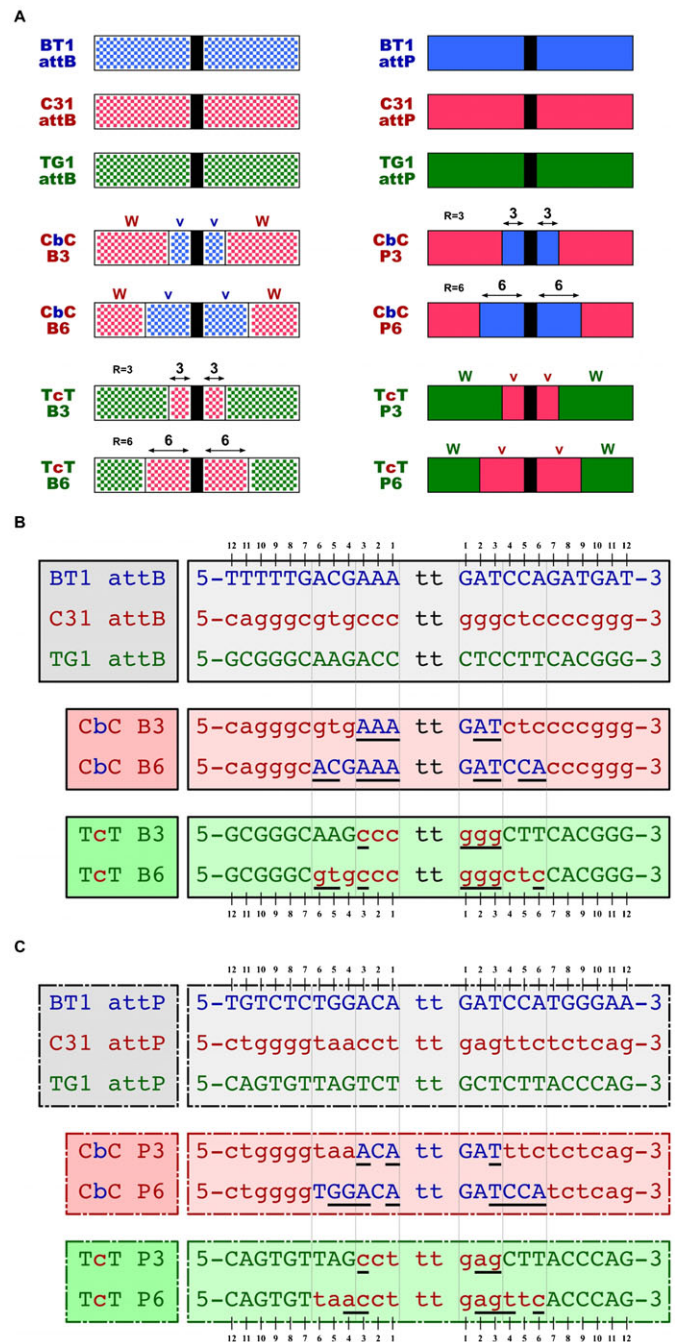 A
BT1 attB BT1 attP
C31 attB C31 attP
TG1 attB TG1 attP
W v v W R=3 3 3
CbC B3 CbC P3
W v v W R=6 6 6
CbC B6 CbC P6
R=3 3 3 W v v W
TcT B3 TcT P3
R=6 6 6 W v v W
TcT B6 TcT P6
B
12 11 10 9 8 7 6 5 4 3 2 1 1 2 3 4 5 6 7 8 9 10 11 12
BT1 attB 5-TTTTTGACGAAA tt GATCCAGATGAT-3
C31 attB 5-cagggcgtgccc tt gggctccccggg-3
TG1 attB 5-GCGGGCAAGACC tt CTCCTTCACGGG-3
CbC B3 5-cagggcgtgAAA tt GATctccccggg-3
CbC B6 5-cagggcACGAAA tt GATCCAcccggg-3
TcT B3 5-GCGGGCAAGccc tt gggCTTCACGGG-3
TcT B6 5-GCGGGCgtgccc tt gggctcCACGGG-3
12 11 10 9 8 7 6 5 4 3 2 1 1 2 3 4 5 6 7 8 9 10 11 12
C
12 11 10 9 8 7 6 5 4 3 2 1 1 2 3 4 5 6 7 8 9 10 11 12
BT1 attP 5-TGTCTCTGGACA tt GATCCATGGGAA-3
C31 attP 5-ctggggtaacct tt gagttctctcag-3
TG1 attP 5-CAGTGTTAGTCT tt GCTCTTACCCAG-3
CbC P3 5-ctggggtaaACA tt GATttctctcag-3
CbC P6 5-ctggggTGGACA tt GATCCAtctcag-3
TcT P3 5-CAGTGTTAGcct tt gagCTTACCCAG-3
TcT P6 5-CAGTGTtaacct tt gagttcACCCAG-3
12 11 10 9 8 7 6 5 4 3 2 1 1 2 3 4 5 6 7 8 9 10 11 12